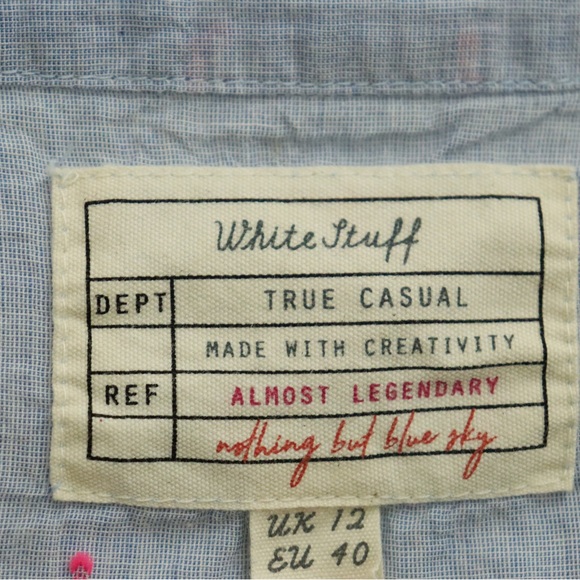 White Stuff
DEPT TRUE CASUAL
MADE WITH CREATIVITY
REF ALMOST LEGENDARY
nothing but blue sky
UK 12
EU 40